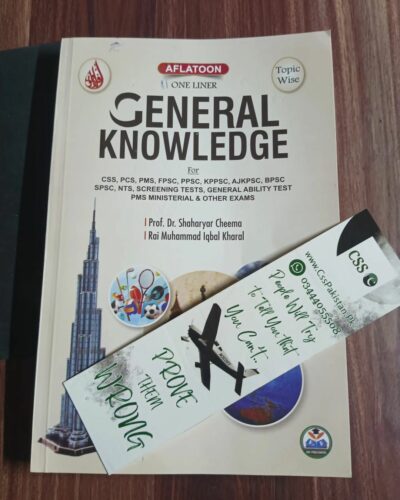 AFLATOON
ONE LINER
Topic
Wise
GENERAL
KNOWLEDGE
For
CSS, PCS, PMS, FPSC, PPSC, KPPSC, AJKPSC, BPSC
SPSC, NTS, SCREENING TESTS, GENERAL ABILITY TEST
PMS MINISTERIAL & OTHER EXAMS
Prof. Dr. Shaharyar Cheema
Rai Muhammad Iqbal Kharal
CSS
www.CssPakistan.pk
People Will Try
to Tell You That
You Can't..
PROVE
THEM
WRONG